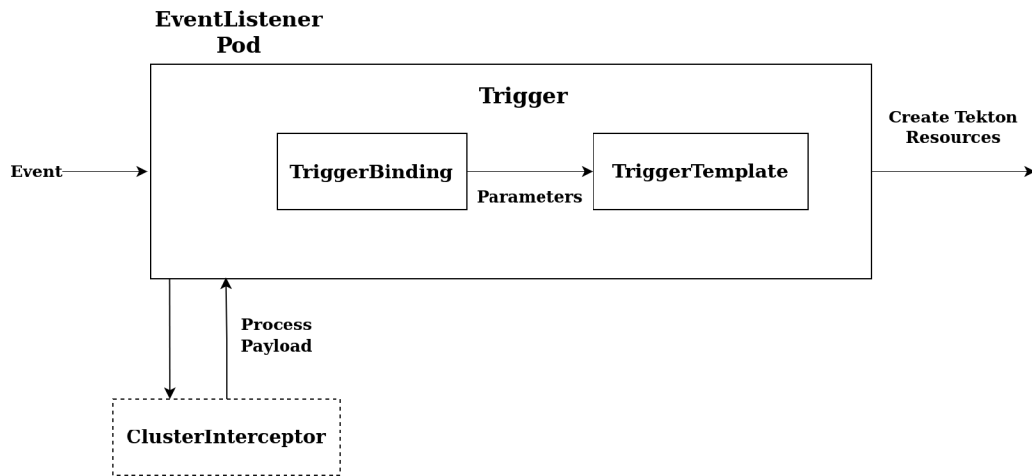 EventListener
Pod
Trigger
Create Tekton
Resources
Event
TriggerBinding
TriggerTemplate
Parameters
Process
Payload
ClusterInterceptor